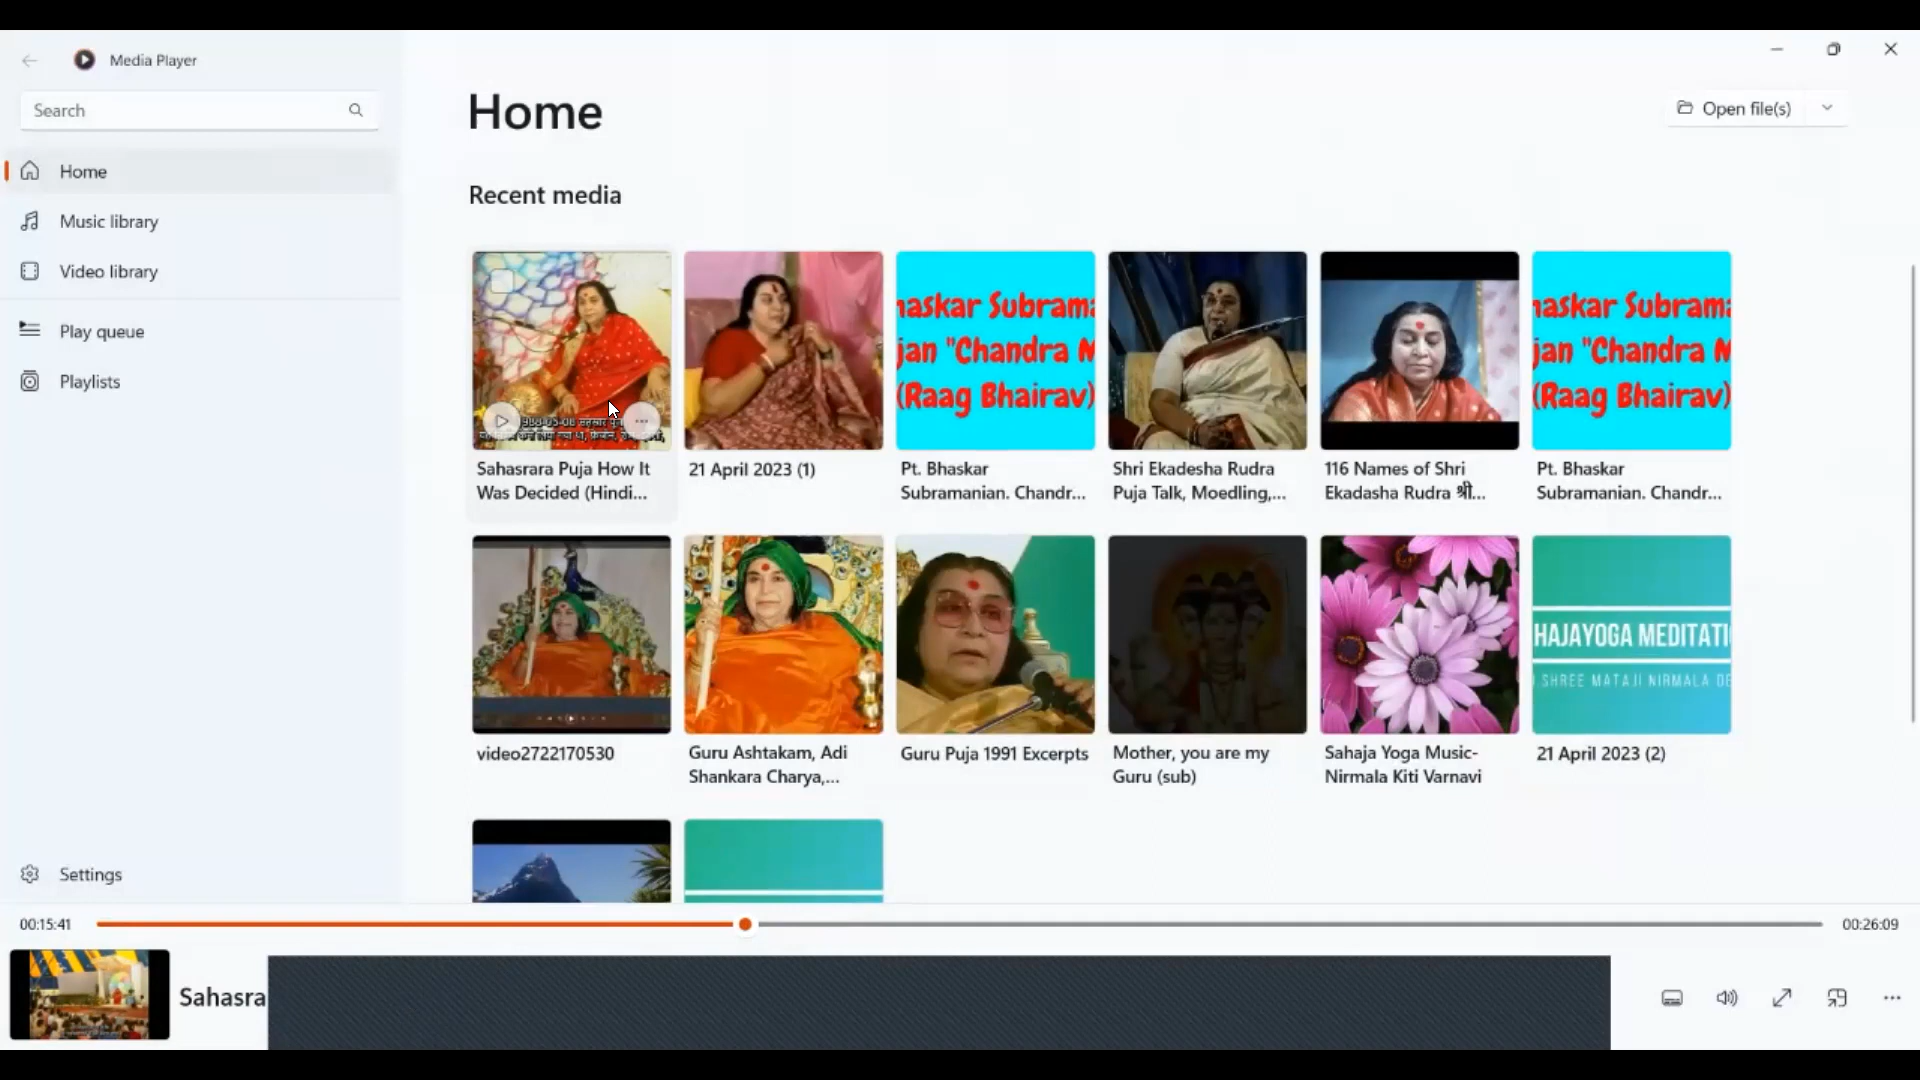 Media Player
Search
Home
Music library
Video library
Play queue
Playlists
Settings
Home
Open file(s)
Recent media
Sahasrara Puja How It
Was Decided (Hindi...
21 April 2023 (1)
haskar Subrama
jan "Chandra M
(Raag Bhairav)
Pt. Bhaskar
Subramanian. Chandr...
Shri Ekadesha Rudra
Puja Talk, Moedling,...
116 Names of Shri
Ekadasha Rudra श्री...
haskar Subrama
jan "Chandra M
(Raag Bhairav)
Pt. Bhaskar
Subramanian. Chandr...
video2722170530
Guru Ashtakam, Adi
Shankara Charya,...
Guru Puja 1991 Excerpts
Mother, you are my
Guru (sub)
Sahaja Yoga Music-
Nirmala Kiti Varnavi
HAJAYOGA MEDITATI
SHREE MATAJI NIRMALA DE
21 April 2023 (2)
00:15:41
00:26:09
Sahasra